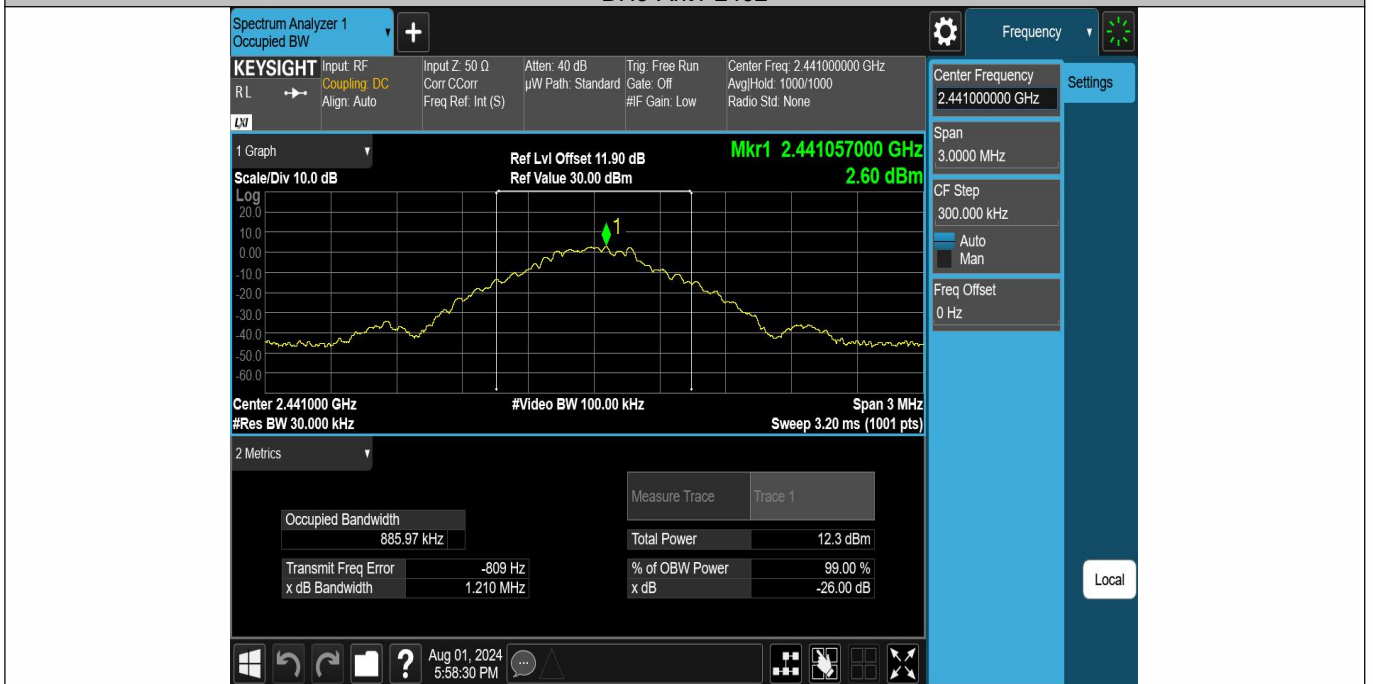 Spectrum Analyzer 1
Occupied BW
+
Frequency
KEYSIGHT Input: RF Input Z: 50 Ω Atten: 40 dB Trig: Free Run Center Freq: 2.441000000 GHz
RL Coupling: DC Corr CCorr µW Path: Standard Gate: Off Avg|Hold: 1000/1000
Align: Auto Freq Ref: Int (S) #IF Gain: Low Radio Std: None
LXI
Center Frequency
2.441000000 GHz
Settings
Span
3.0000 MHz
CF Step
300.000 kHz
Auto
Man
Freq Offset
0 Hz
Local
1 Graph
Ref Lvl Offset 11.90 dB
Mkr1 2.441057000 GHz
Scale/Div 10.0 dB
Ref Value 30.00 dBm
2.60 dBm
Log
20.0
10.0
0.00
-10.0
-20.0
-30.0
-40.0
-50.0
-60.0
1
Center 2.441000 GHz #Video BW 100.00 kHz Span 3 MHz
#Res BW 30.000 kHz Sweep 3.20 ms (1001 pts)
2 Metrics
Measure Trace Trace 1
Occupied Bandwidth
885.97 kHz
Total Power 12.3 dBm
Transmit Freq Error -809 Hz
% of OBW Power 99.00 %
x dB Bandwidth 1.210 MHz
x dB -26.00 dB
?
Aug 01, 2024
5:58:30 PM